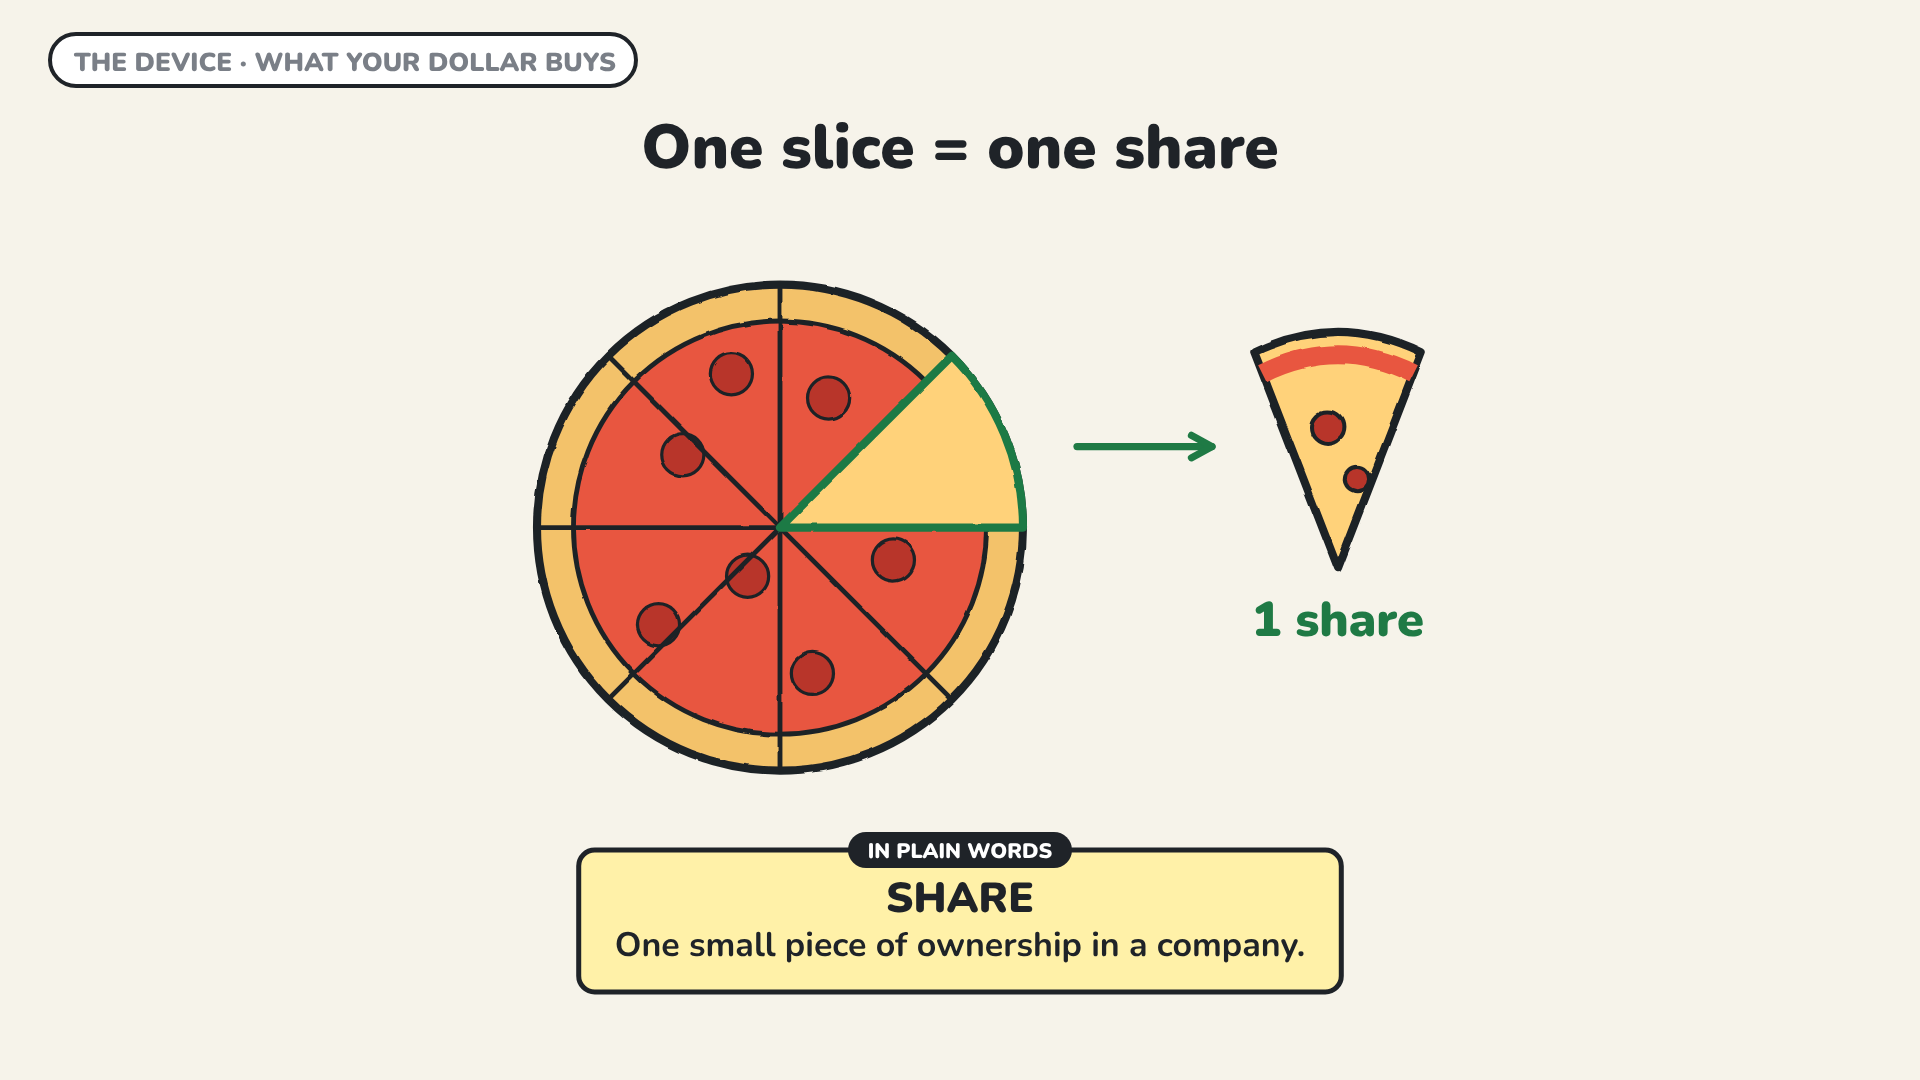 THE DEVICE · WHAT YOUR DOLLAR BUYS
One slice = one share
1 share
IN PLAIN WORDS
SHARE
One small piece of ownership in a company.